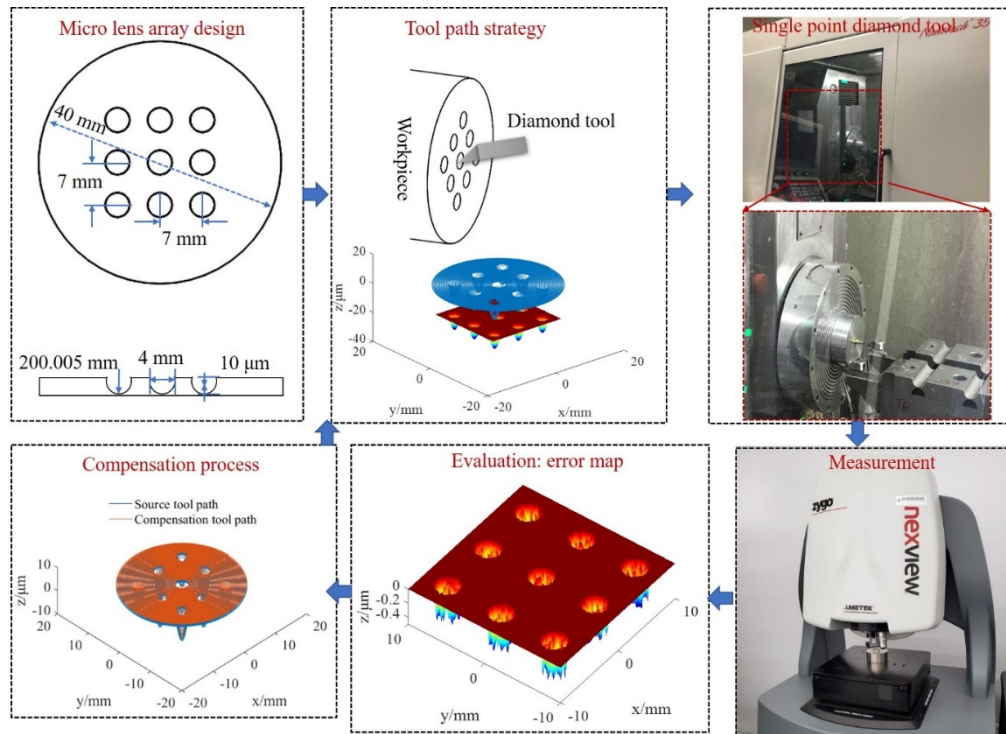 Micro lens array design
40 mm
7 mm
7 mm
200.005 mm
4 mm
10 μm
Tool path strategy
Workpiece
Diamond tool
20
0
-20
-40
z/μm
20
0
-20
y/mm
-20
0
20
x/mm
Single point diamond tool
Measurement
zygo
nexview
AMETEK
Evaluation: error map
0
-0.2
-0.4
z/μm
10
0
-10
y/mm
-10
0
10
x/mm
Compensation process
Source tool path
Compensation tool path
10
0
-10
z/μm
20
10
0
-10
-20
y/mm
-20
-10
0
10
20
x/mm